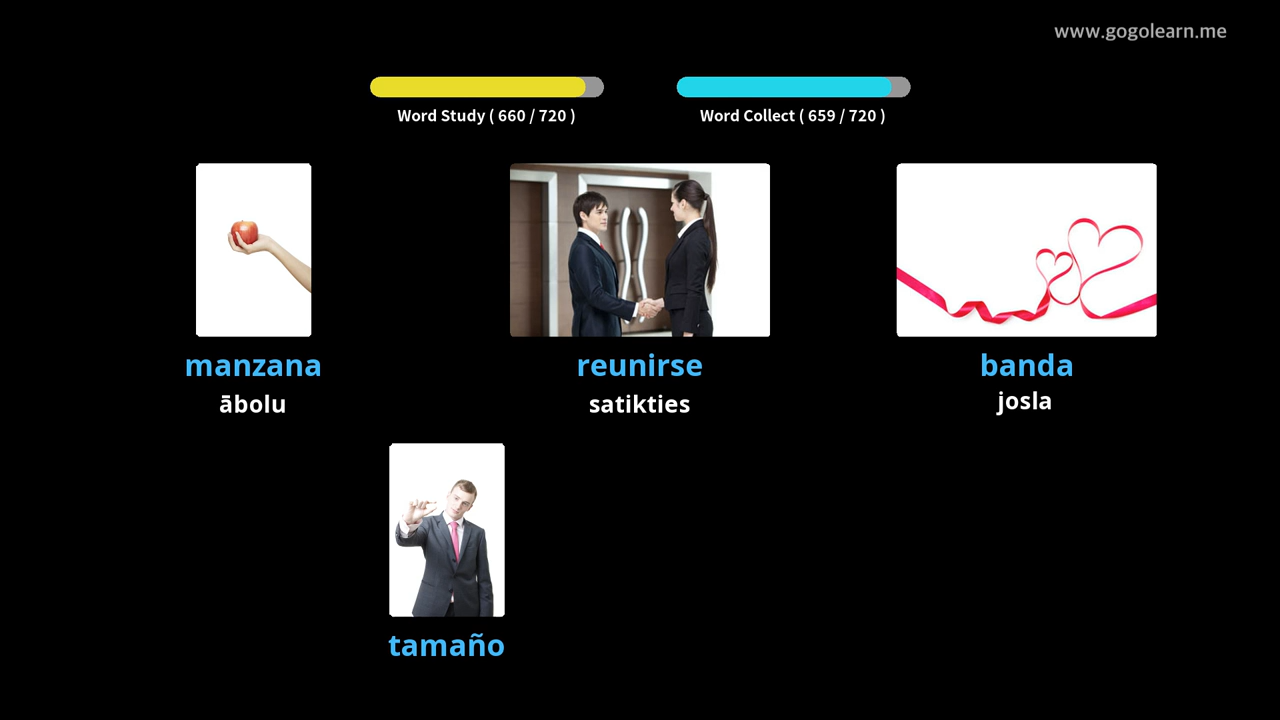 www.gogolearn.me
Word Study ( 660 / 720 )
Word Collect ( 659 / 720 )
manzana
ābolu
reunirse
satikties
banda
josla
tamaño